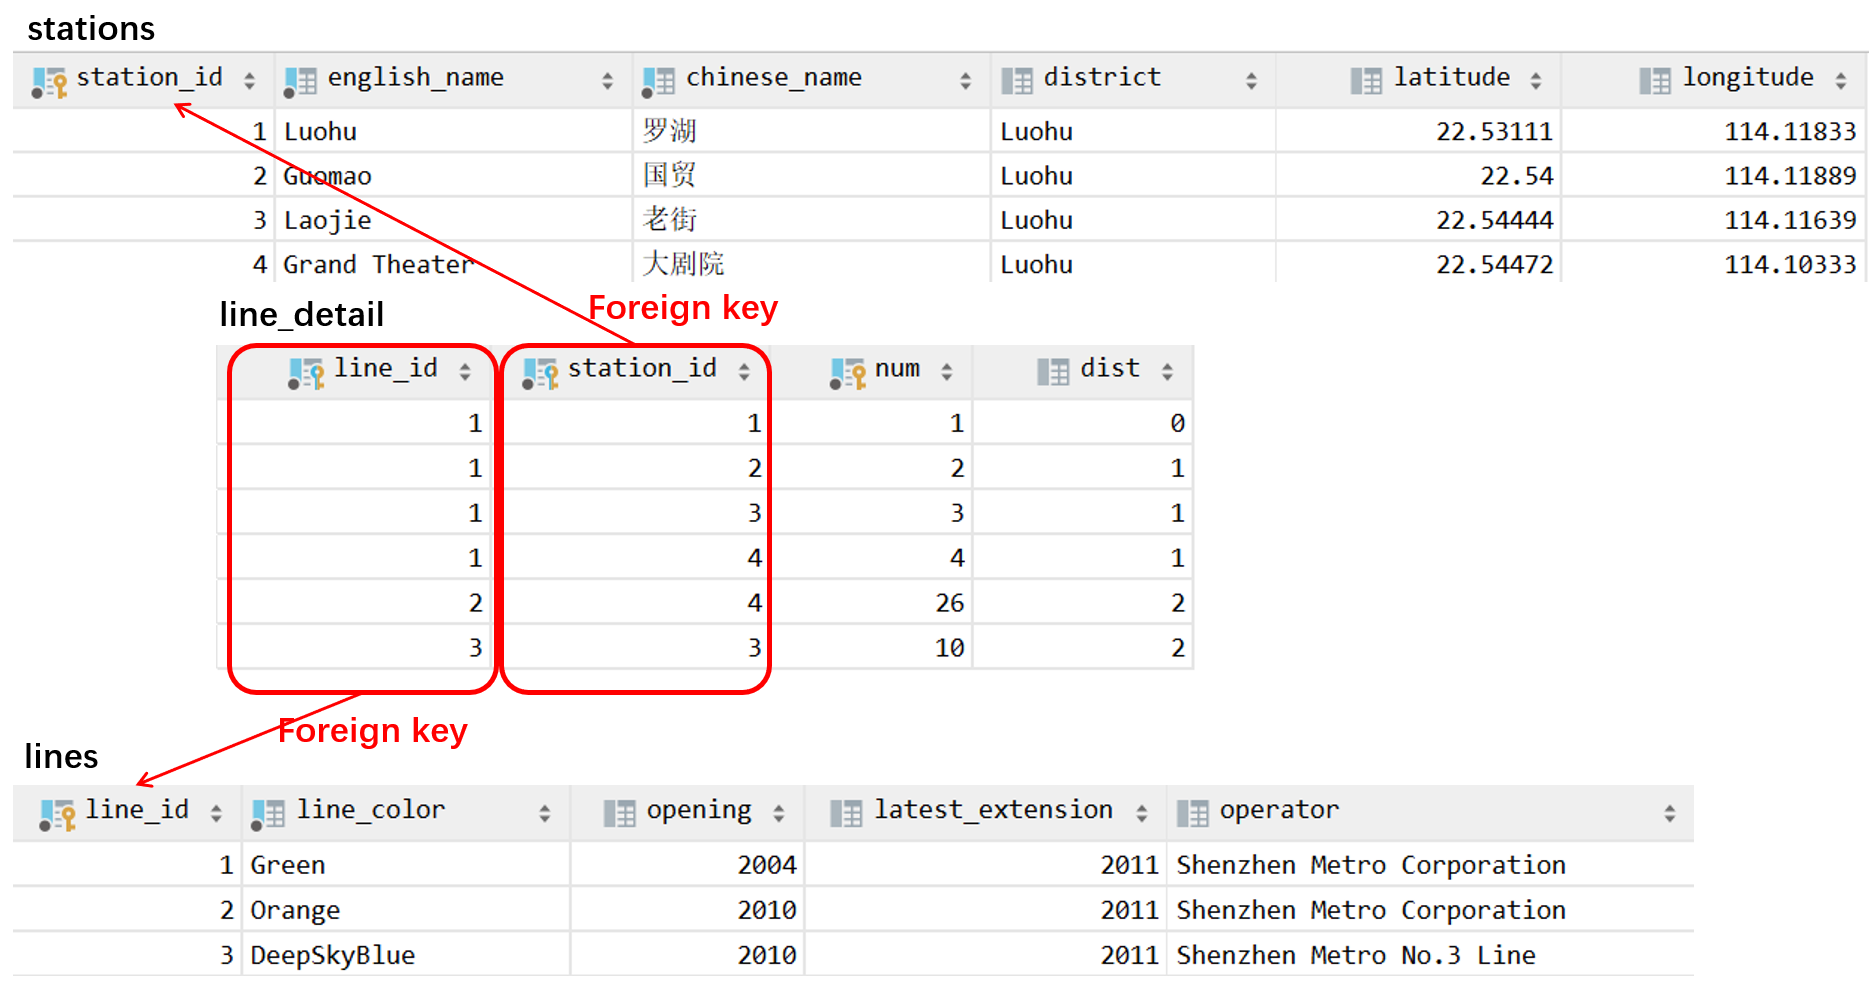 stations
station_id english_name chinese_name district latitude longitude
1 Luohu 罗湖 Luohu 22.53111 114.11833
2 Guomao 国贸 Luohu 22.54 114.11889
3 Laojie 老街 Luohu 22.54444 114.11639
4 Grand Theater 大剧院 Luohu 22.54472 114.10333
Foreign key
line_detail
line_id station_id num dist
1 1 1 0
1 2 2 1
1 3 3 1
1 4 4 1
2 4 26 2
3 3 10 2
Foreign key
lines
line_id line_color opening latest_extension operator
1 Green 2004 2011 Shenzhen Metro Corporation
2 Orange 2010 2011 Shenzhen Metro Corporation
3 DeepSkyBlue 2010 2011 Shenzhen Metro No.3 Line